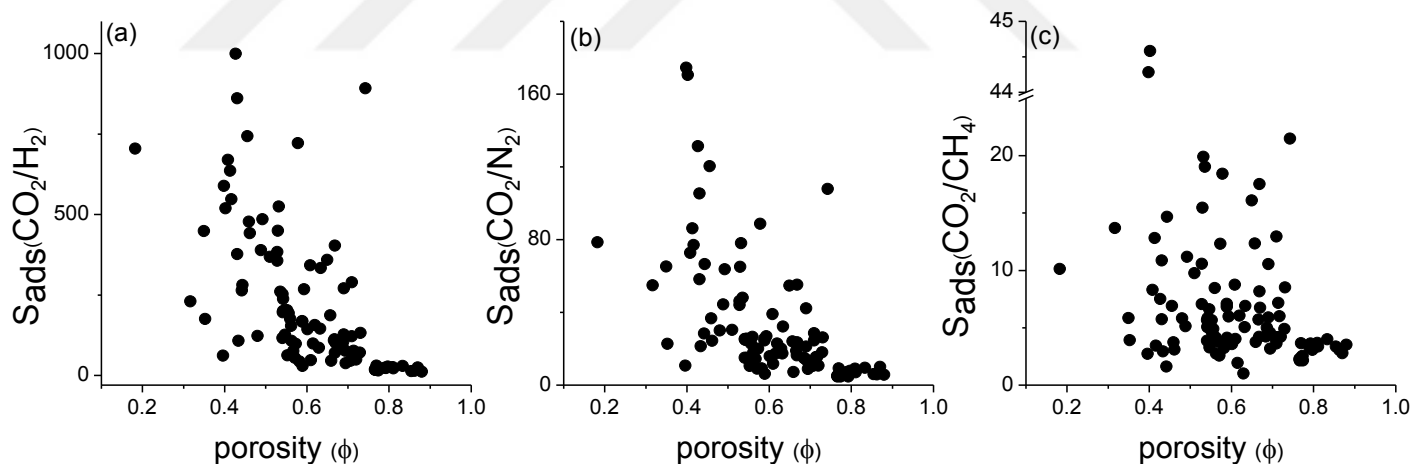 (a)
1000
500
0
0.2 0.4 0.6 0.8 1.0
Sads(CO₂/H₂)
porosity (ϕ)
(b)
160
80
0
0.2 0.4 0.6 0.8 1.0
Sads(CO₂/N₂)
porosity (ϕ)
(c)
45
44
20
10
0
0.2 0.4 0.6 0.8 1.0
Sads(CO₂/CH₄)
porosity (ϕ)